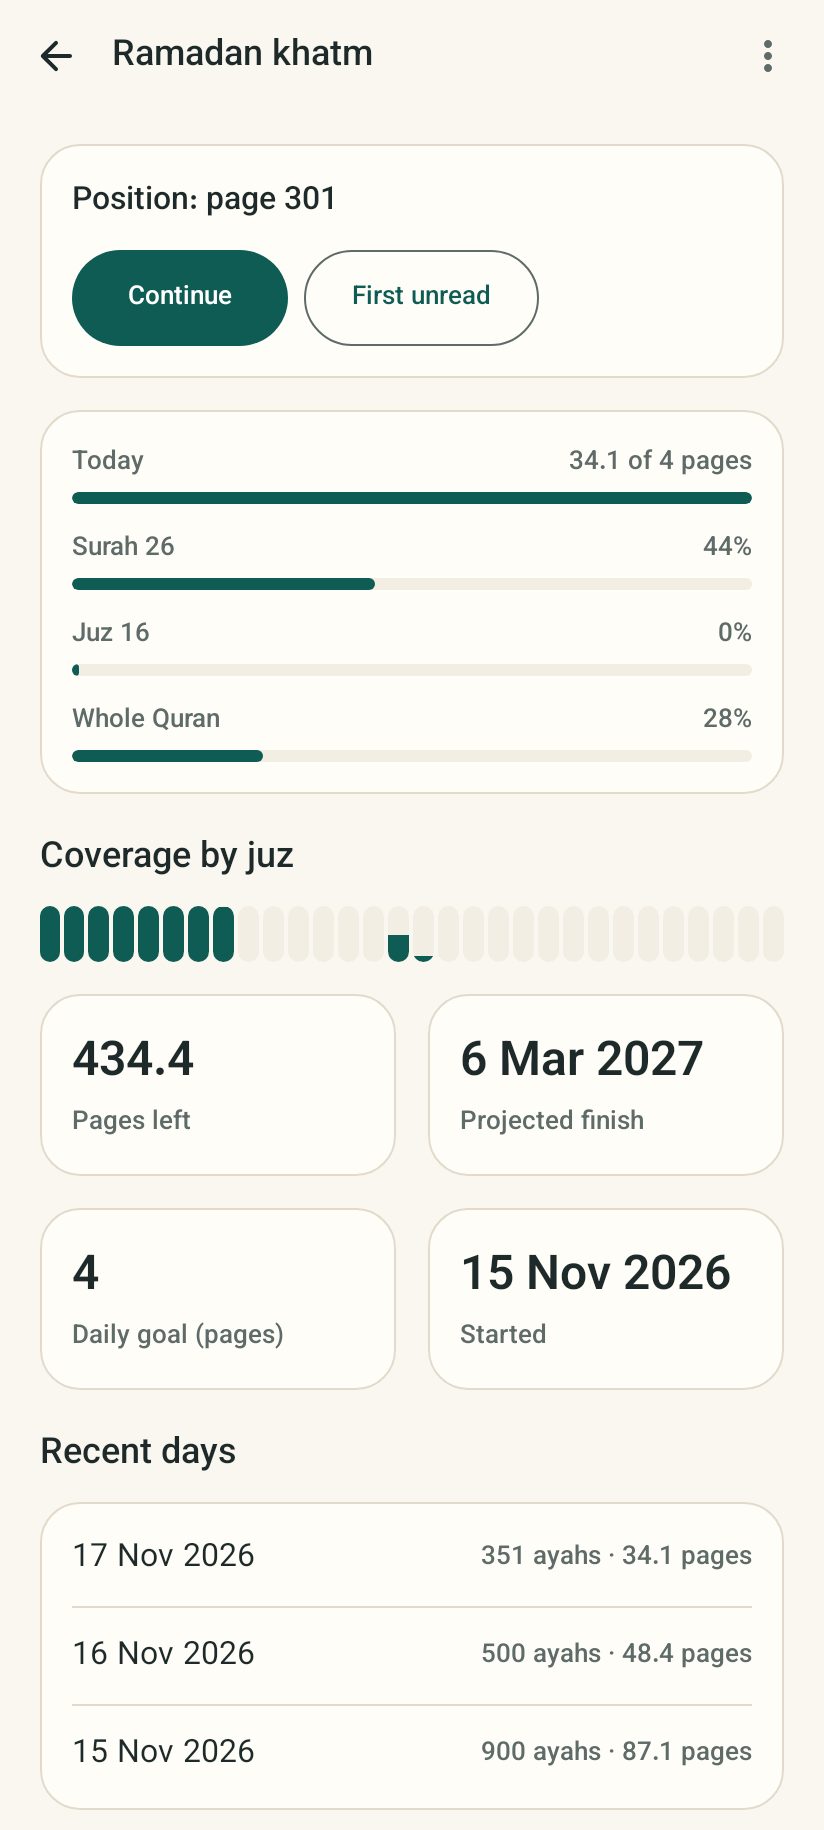 Ramadan khatm
Position: page 301
Continue
First unread
Today
34.1 of 4 pages
Surah 26
44%
Juz 16
0%
Whole Quran
28%
Coverage by juz
434.4
Pages left
6 Mar 2027
Projected finish
4
Daily goal (pages)
15 Nov 2026
Started
Recent days
17 Nov 2026
351 ayahs · 34.1 pages
16 Nov 2026
500 ayahs · 48.4 pages
15 Nov 2026
900 ayahs · 87.1 pages